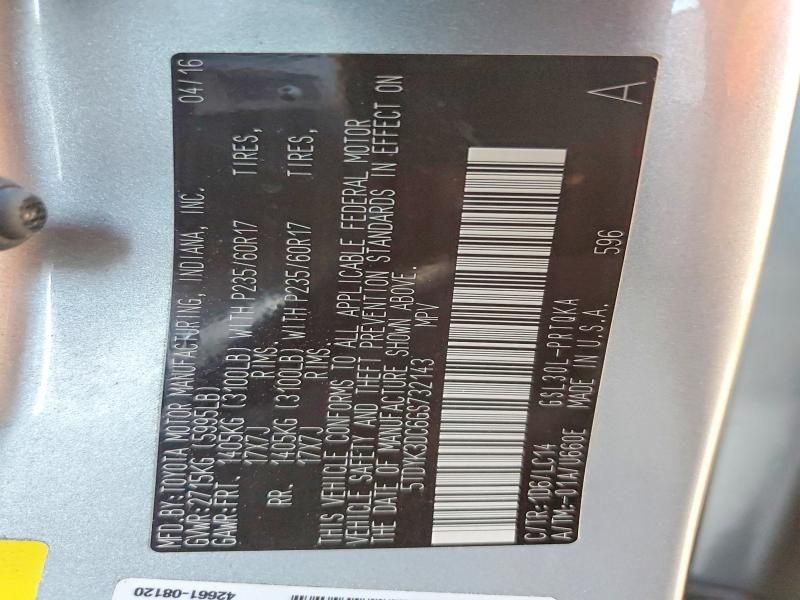 MFD.BY:TOYOTA MOTOR MANUFACTURING, INDIANA, INC. 04/16
GVWR:2715KG (5995LB)
GAWR:FRT. 1405KG (3100LB) WITH P235/60R17 TIRES,
17X7J RIMS.
RR. 1405KG (3100LB) WITH P235/60R17 TIRES,
17X7J RIMS.
THIS VEHICLE CONFORMS TO ALL APPLICABLE FEDERAL MOTOR
VEHICLE SAFETY AND THEFT PREVENTION STANDARDS IN EFFECT ON
THE DATE OF MANUFACTURE SHOWN ABOVE.
5TDYK3DC6GS732143 MPV
C/TR:1D6/LC14 GSL30L-PRTQKA
A/TM:-01A/U660E MADE IN U.S.A. 596
A
42661-08120